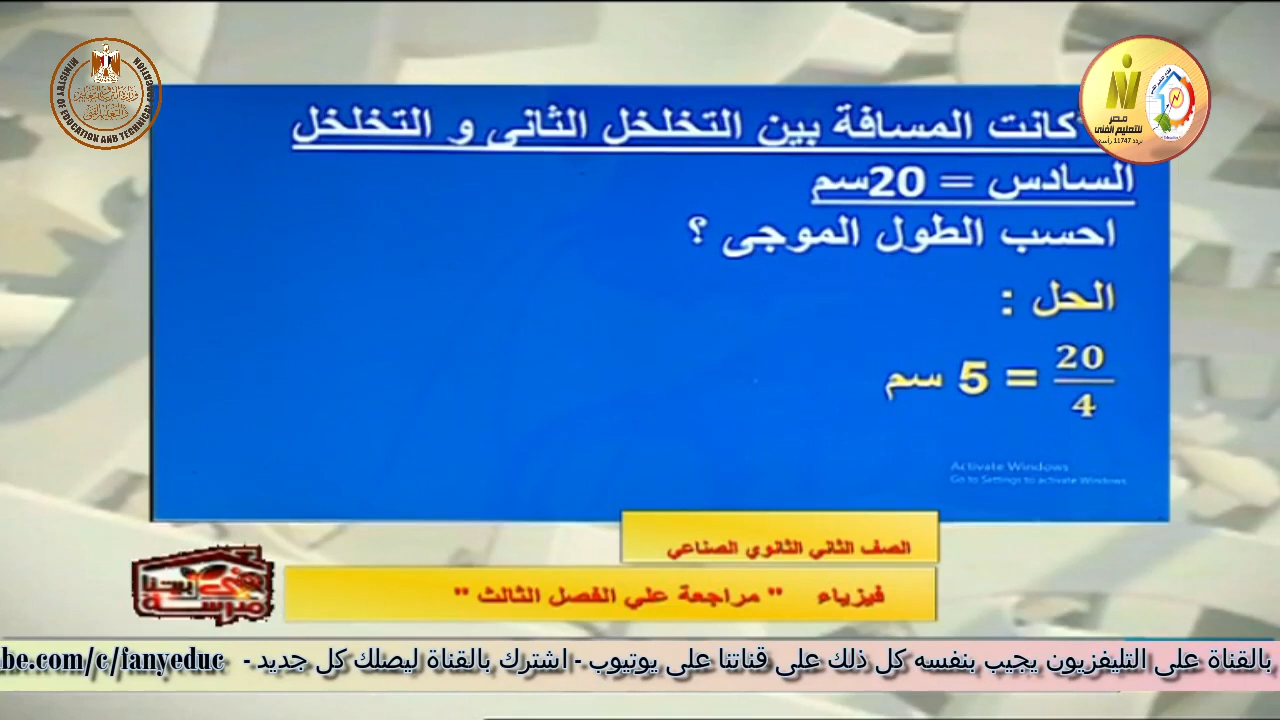 كانت المسافة بين التخلخل الثانى و التخلخل
السادس = 20سم
احسب الطول الموجى ؟
الحل :
20/4 = 5 سم
Activate Windows
Go to Settings to activate Windows
الصف الثاني الثانوي الصناعي
فيزياء " مراجعة علي الفصل الثالث "
بالقناة على التليفزيون يجيب بنفسه كل ذلك على قناتنا على يوتيوب - اشترك بالقناة ليصلك كل جديد - be.com/c/fanyeduc
مصر
للتعليم الفنى
مدرسة